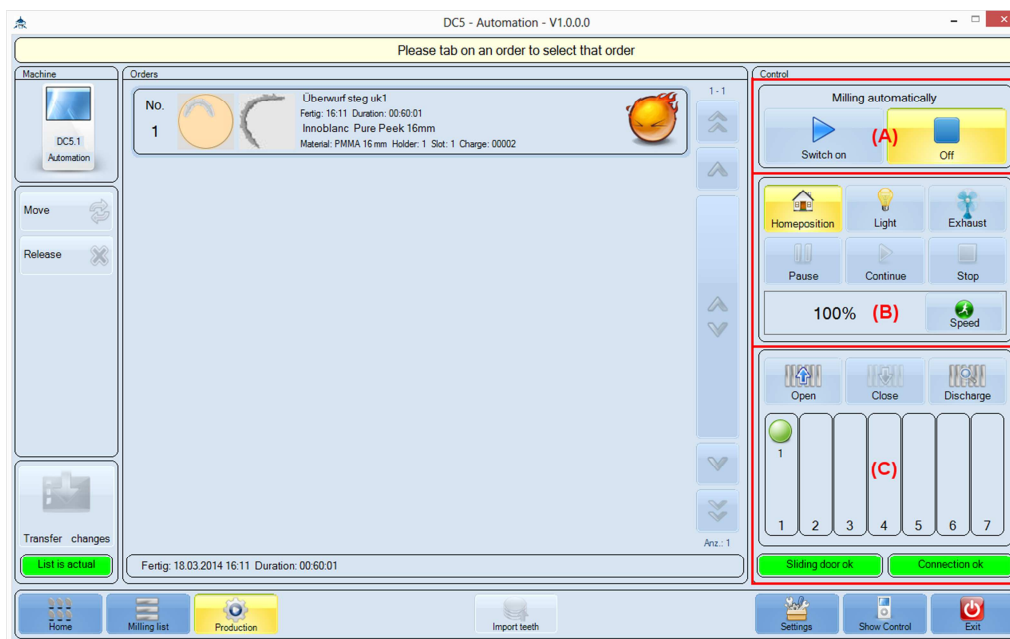 DC5 - Automation - V1.0.0.0
Please tab on an order to select that order
Machine
DC5.1
Automation
Move
Release
Transfer changes
List is actual
Orders
No.
1
Überwurf steg uk1
Fertig: 16:11 Duration: 00:60:01
Innoblanc Pure Peek 16mm
Material: PMMA 16 mm Holder: 1 Slot: 1 Charge: 00002
1 - 1
Anz.: 1
Fertig: 18.03.2014 16:11 Duration: 00:60:01
Control
Milling automatically
(A)
Switch on
Off
Homeposition
Light
Exhaust
Pause
Continue
Stop
100%
(B)
Speed
Open
Close
Discharge
1
(C)
1 2 3 4 5 6 7
Sliding door ok
Connection ok
Home
Milling list
Production
Import teeth
Settings
Show Control
Exit